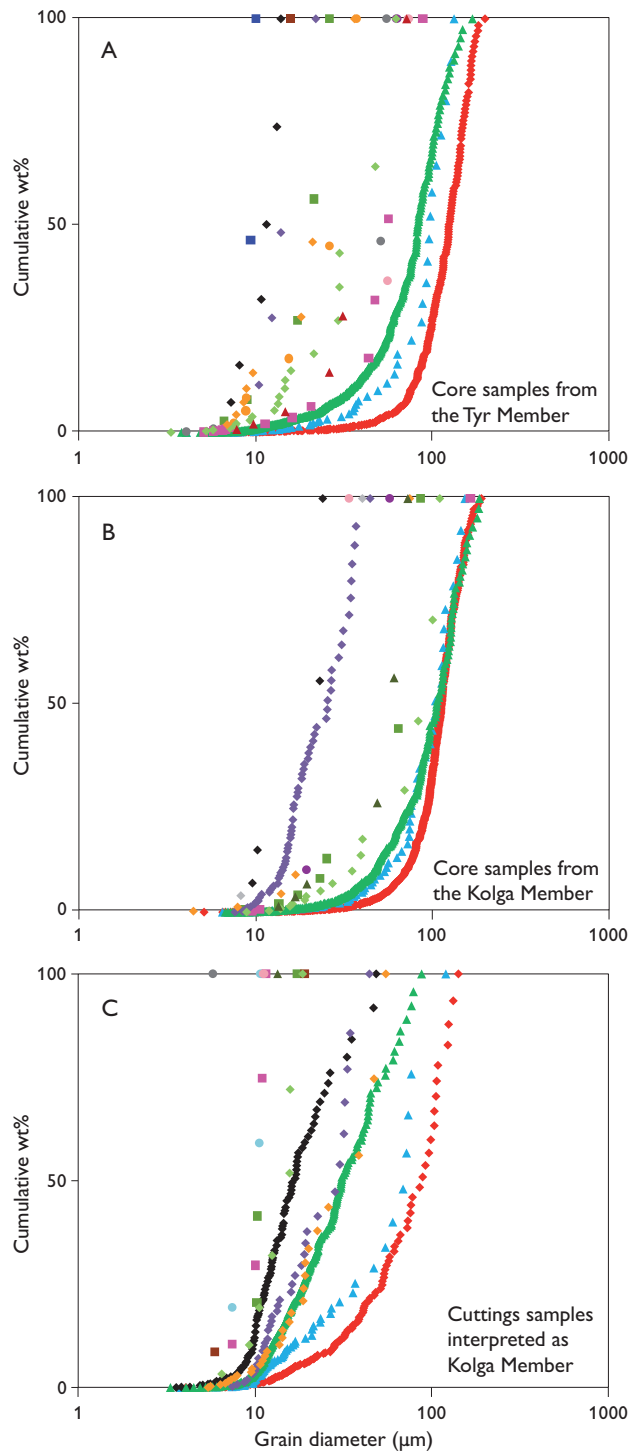 100
A
50
Cumulative wt%
Core samples from
the Tyr Member
0
1
10
100
1000
100
B
50
Cumulative wt%
Core samples from
the Kolga Member
0
1
10
100
1000
100
C
50
Cumulative wt%
Cuttings samples
interpreted as
Kolga Member
0
1
10
100
1000
Grain diameter (µm)